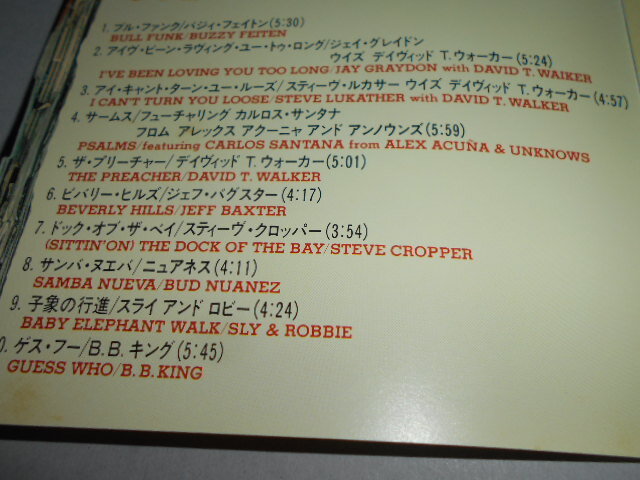 1. ブル・ファンク/バジィ・フェイトン(5:30)
BULL FUNK/BUZZY FEITEN
2. アイヴ・ビーン・ラヴィング・ユー・トゥ・ロング/ジェイ・グレイドン
ウイズ デイヴィッド T. ウォーカー(5:24)
I'VE BEEN LOVING YOU TOO LONG/JAY GRAYDON with DAVID T. WAIKER
3. アイ・キャント・ターン・ユー・ルーズ/スティーヴ・ルカサー ウイズ デイヴィッド T. ウォーカー(4:57)
I CAN'T TURN YOU LOOSE/STEVE LUKATHER with DAVID T. WALKER
4. サームス/フューチャリング カルロス・サンタナ
フロム アレックス アクーニャ アンド アンノウンズ(5:59)
PSALMS/featuring CARLOS SANTANA from ALEX ACUÑA & UNKNOWS
5. ザ・プリーチャー/デイヴィッド T. ウォーカー(5:01)
THE PREACHER/DAVID T. WALKER
6. ビバリー・ヒルズ/ジェフ・バグスター(4:17)
BEVERLY HILLS/JEFF BAXTER
7. ドック・オブ・ザ・ベイ/スティーヴ・クロッパー(3:54)
(SITTIN'ON) THE DOCK OF THE BAY/STEVE CROPPER
8. サンバ・ヌエバ/ニュアネス(4:11)
SAMBA NUEVA/BUD NUANEZ
9. 子象の行進/スライ アンド ロビー(4:24)
BABY ELEPHANT WALK/SLY & ROBBIE
0. ゲス・フー/B.B. キング(5:45)
GUESS WHO/B.B.KING